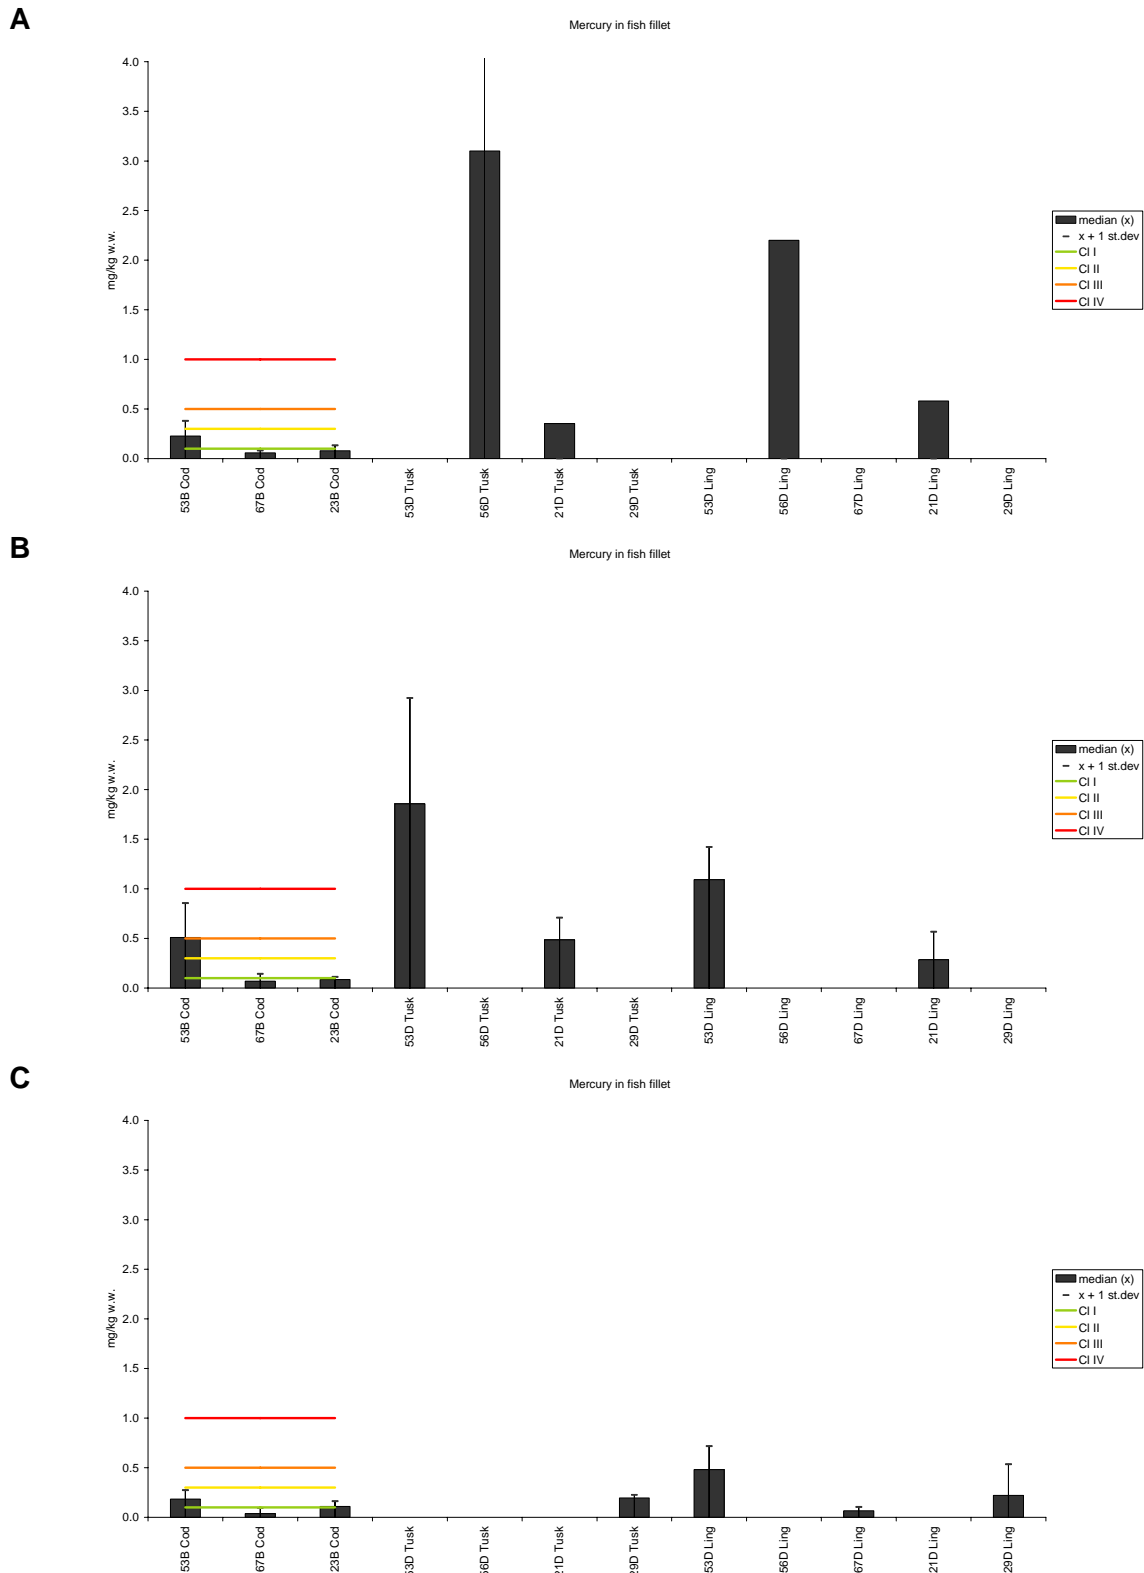 A
Mercury in fish fillet
4.0
3.5
3.0
2.5
2.0
1.5
1.0
0.5
0.0
mg/kg w.w.
53B Cod
67B Cod
23B Cod
53D Tusk
56D Tusk
21D Tusk
29D Tusk
53D Ling
56D Ling
67D Ling
21D Ling
29D Ling
median (x)
x + 1 st.dev
Cl I
Cl II
Cl III
Cl IV
B
Mercury in fish fillet
4.0
3.5
3.0
2.5
2.0
1.5
1.0
0.5
0.0
mg/kg w.w.
53B Cod
67B Cod
23B Cod
53D Tusk
56D Tusk
21D Tusk
29D Tusk
53D Ling
56D Ling
67D Ling
21D Ling
29D Ling
median (x)
x + 1 st.dev
Cl I
Cl II
Cl III
Cl IV
C
Mercury in fish fillet
4.0
3.5
3.0
2.5
2.0
1.5
1.0
0.5
0.0
mg/kg w.w.
53B Cod
67B Cod
23B Cod
53D Tusk
56D Tusk
21D Tusk
29D Tusk
53D Ling
56D Ling
67D Ling
21D Ling
29D Ling
median (x)
x + 1 st.dev
Cl I
Cl II
Cl III
Cl IV